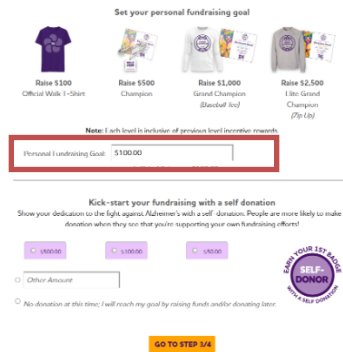 Set your personal fundraising goal
Raise $100 Raise $500 Raise $1,000 Raise $2,500
Official Walk T-Shirt Champion Grand Champion Elite Grand
(Baseball Tee) Champion
(Zip Up)
Note: Each level is inclusive of previous level incentive rewards.
Personal Fundraising Goal: $100.00
Kick-start your fundraising with a self donation
Show your dedication to the fight against Alzheimer's with a self- donation. People are more likely to make
donation when they see that you're supporting your own fundraising efforts!
$500.00 $100.00 $50.00
EARN YOUR 1ST BADGE
SELF-
DONOR
WITH A SELF DONATION
Other Amount
No donation at this time; I will reach my goal by raising funds and/or donating later.
GO TO STEP 3/4